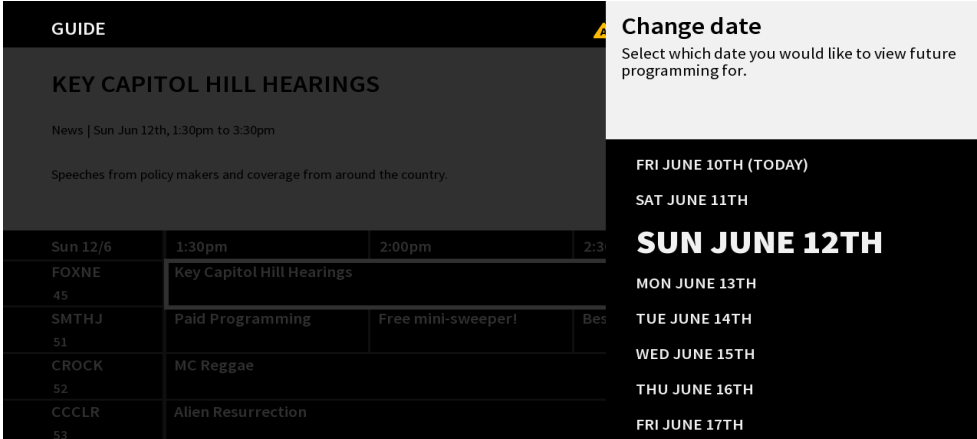 GUIDE
KEY CAPITOL HILL HEARINGS
News | Sun Jun 12th, 1:30pm to 3:30pm
Speeches from policy makers and coverage from around the country.
Sun 12/6 1:30pm 2:00pm 2:30
FOXNE Key Capitol Hill Hearings
45
SMTHJ Paid Programming Free mini-sweeper! Bes
51
CROCK MC Reggae
52
CCCLR Alien Resurrection
53
Change date
Select which date you would like to view future
programming for.
FRI JUNE 10TH (TODAY)
SAT JUNE 11TH
SUN JUNE 12TH
MON JUNE 13TH
TUE JUNE 14TH
WED JUNE 15TH
THU JUNE 16TH
FRI JUNE 17TH